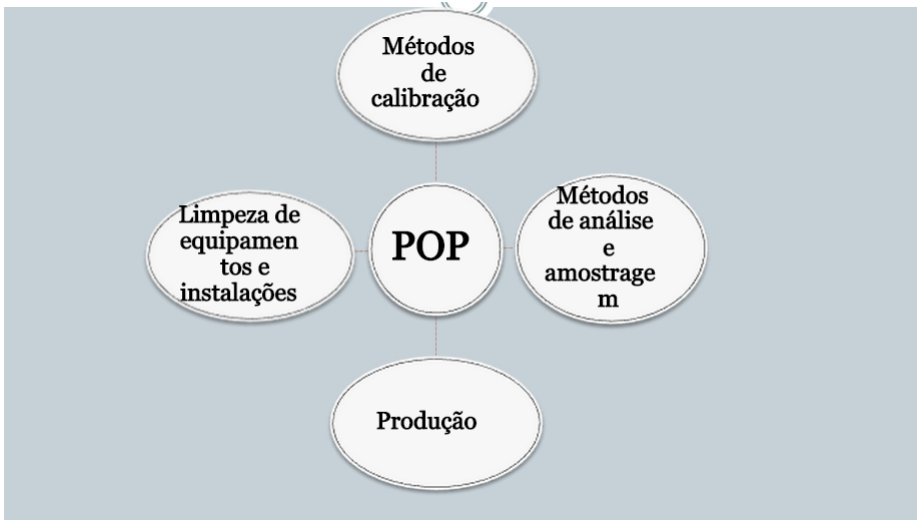 Métodos
de
calibração
Limpeza de
equipamen
tos e
instalações
POP
Métodos
de análise
e
amostrage
m
Produção